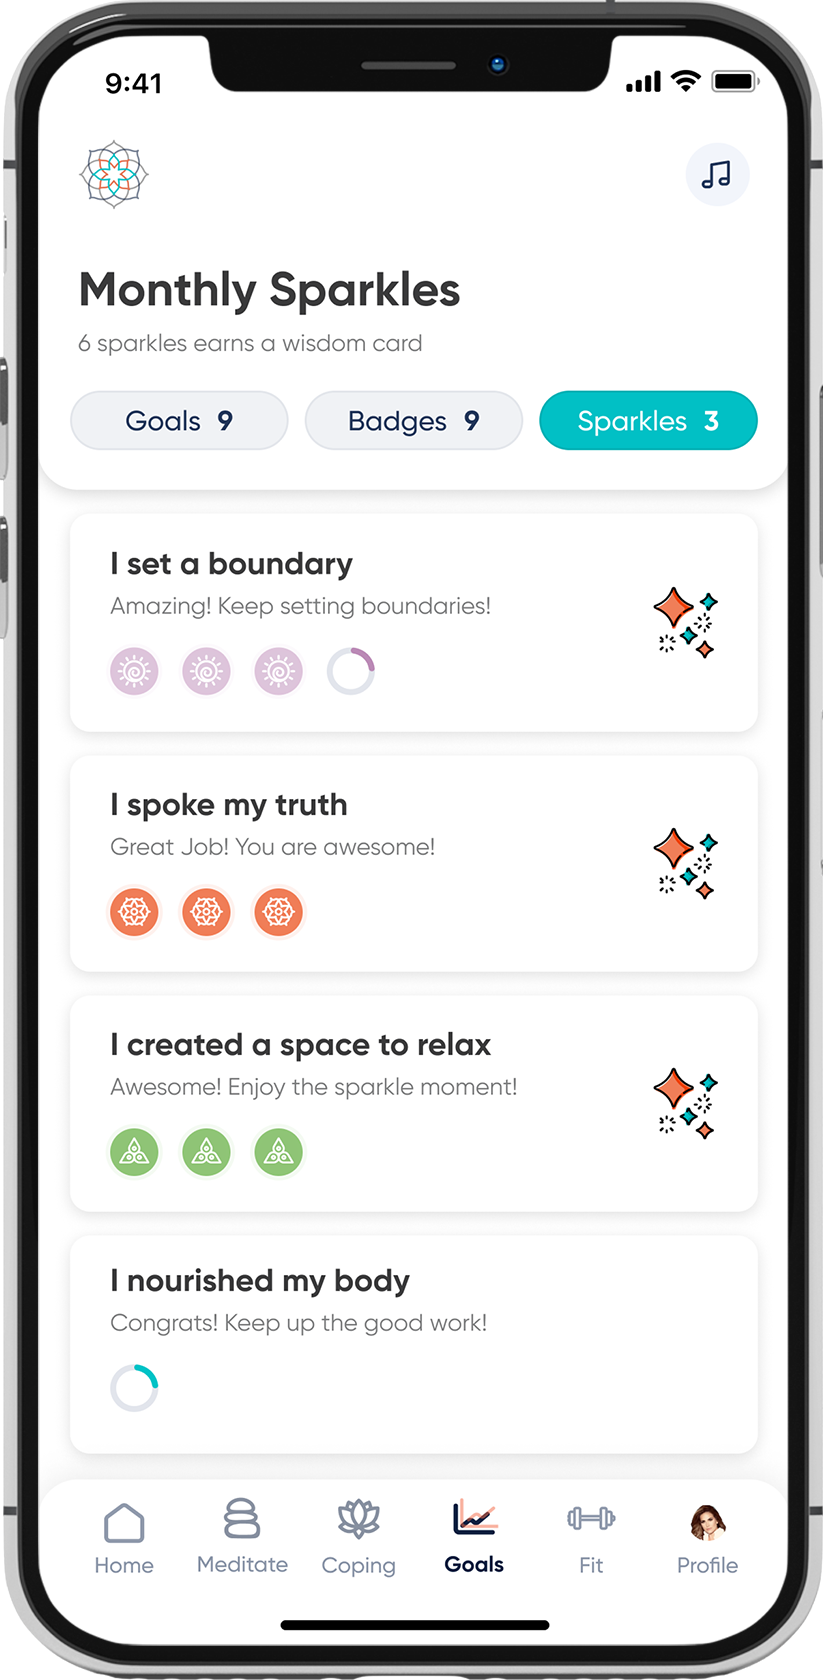 9:41
Monthly Sparkles
6 sparkles earns a wisdom card
Goals 9 Badges 9 Sparkles 3
I set a boundary
Amazing! Keep setting boundaries!
I spoke my truth
Great Job! You are awesome!
I created a space to relax
Awesome! Enjoy the sparkle moment!
I nourished my body
Congrats! Keep up the good work!
Home Meditate Coping Goals Fit Profile